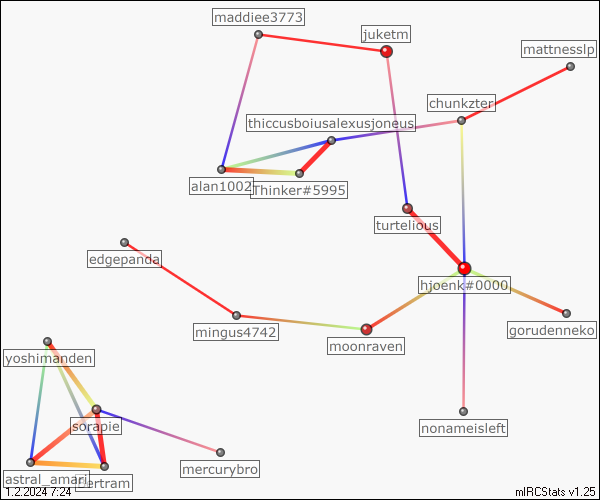 maddiee3773
juketm
mattnesslp
chunkzter
thiccusboiusalexusjoneus
alan1002
Thinker#5995
turtelious
edgepanda
hjoenk#0000
mingus4742
moonraven
gorudenneko
yoshimanden
sorapie
nonameisleft
mercurybro
astral_amari
1.2.2024 7:24
mIRCStats v1.25